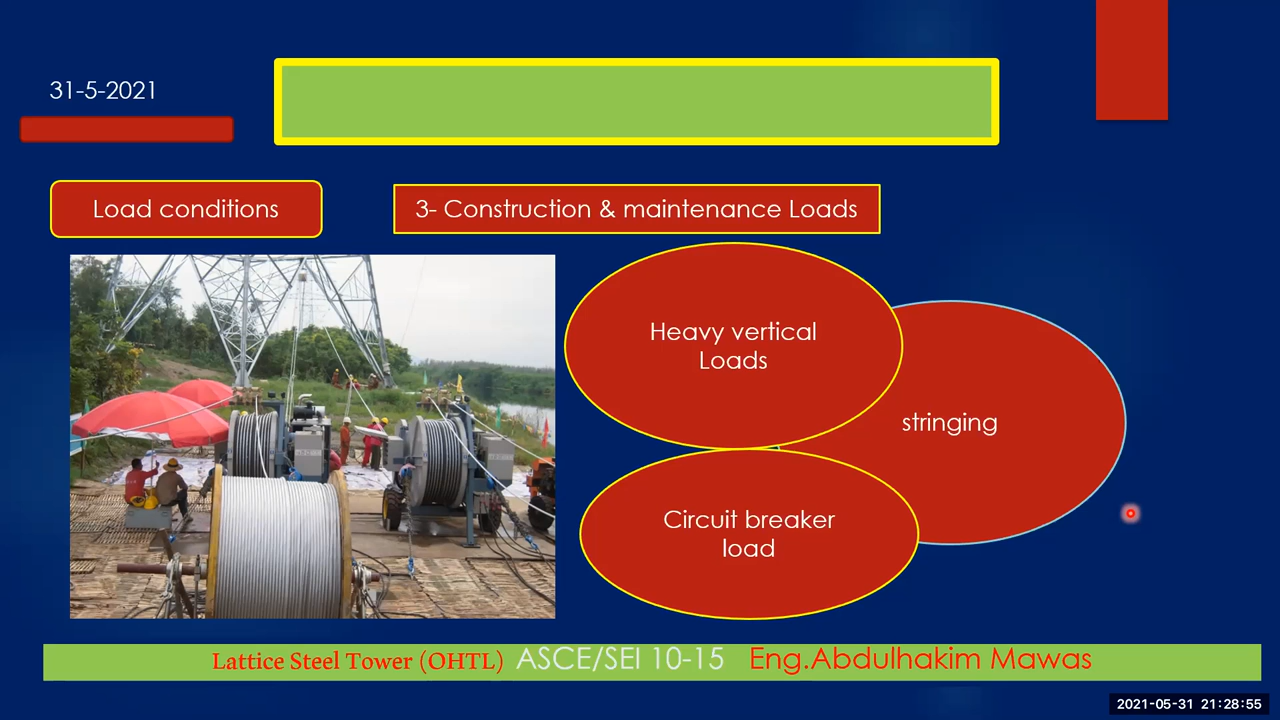 31-5-2021
Load conditions
3- Construction & maintenance Loads
Heavy vertical
Loads
stringing
Circuit breaker
load
Lattice Steel Tower (OHTL) ASCE/SEI 10-15 Eng.Abdulhakim Mawas
2021-05-31 21:28:55